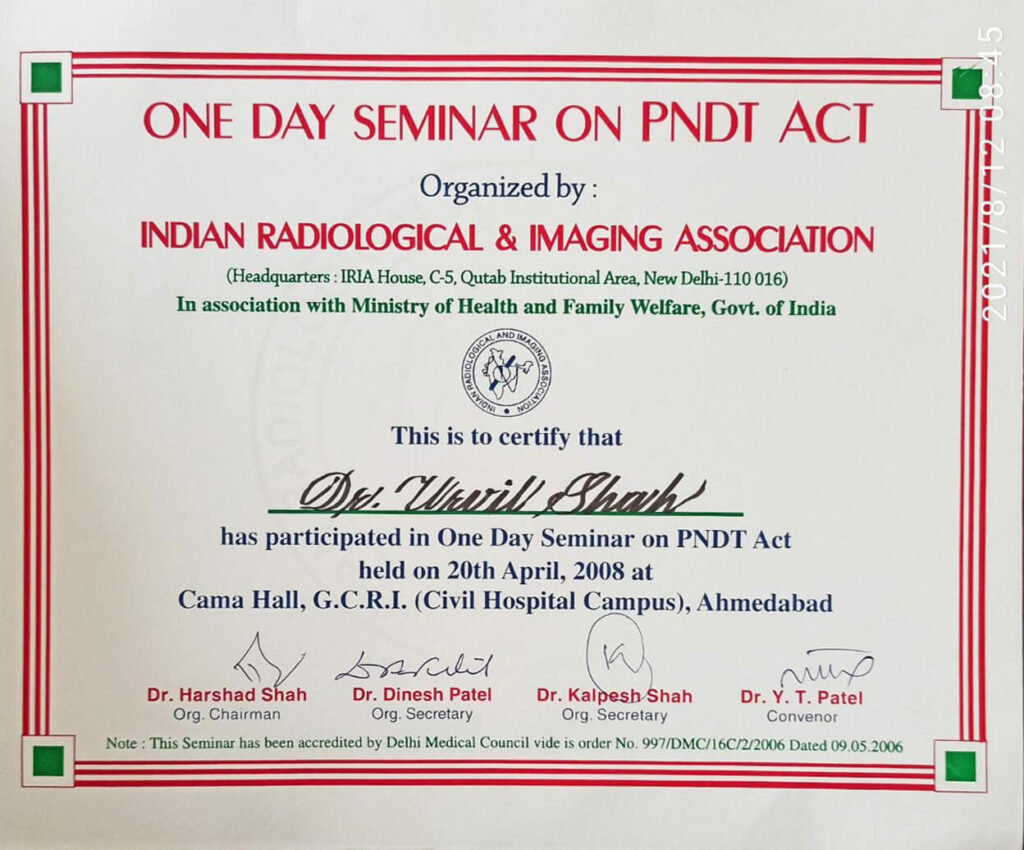 ONE DAY SEMINAR ON PNDT ACT
Organized by :
INDIAN RADIOLOGICAL & IMAGING ASSOCIATION
(Headquarters : IRIA House, C-5, Qutab Institutional Area, New Delhi-110 016)
In association with Ministry of Health and Family Welfare, Govt. of India
INDIAN RADIOLOGICAL AND IMAGING ASSOCIATION
This is to certify that
Dr. Urvil Shah
has participated in One Day Seminar on PNDT Act
held on 20th April, 2008 at
Cama Hall, G.C.R.I. (Civil Hospital Campus), Ahmedabad
Dr. Harshad Shah Dr. Dinesh Patel Dr. Kalpesh Shah Dr. Y. T. Patel
Org. Chairman Org. Secretary Org. Secretary Convenor
Note : This Seminar has been accredited by Delhi Medical Council vide is order No. 997/DMC/16C/2/2006 Dated 09.05.2006
2021/8/12 08:45